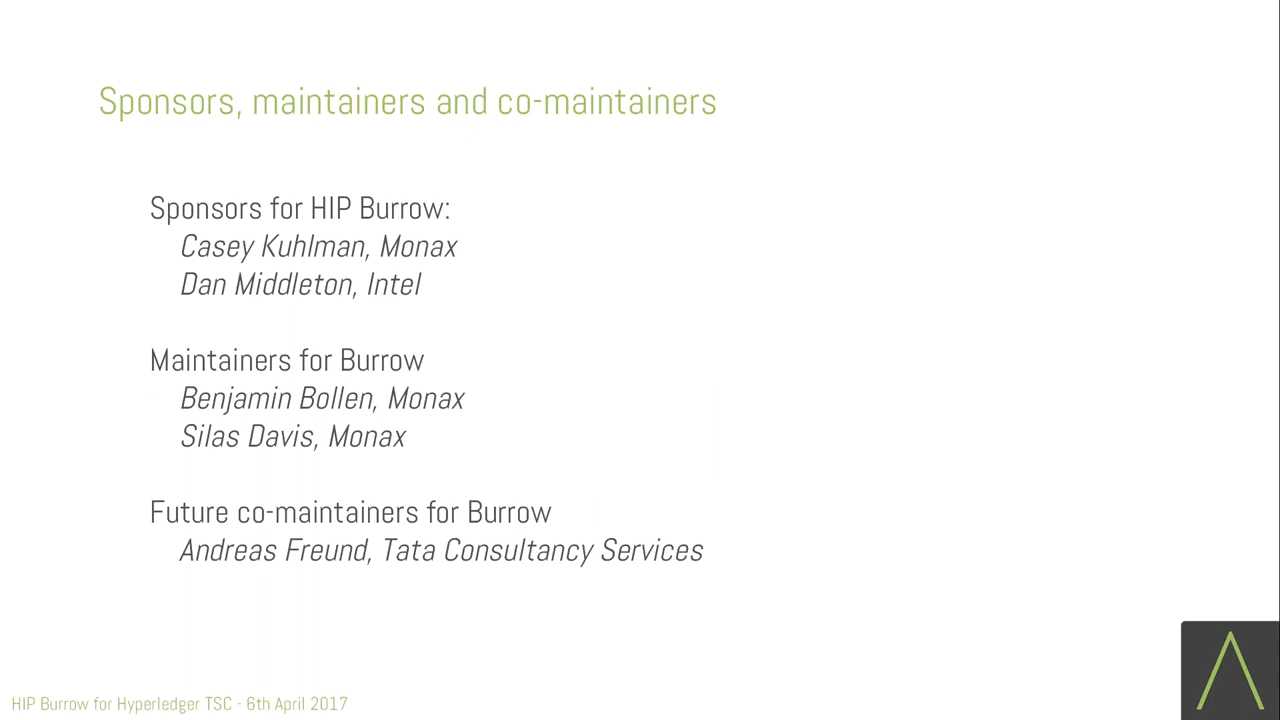 Sponsors, maintainers and co-maintainers
Sponsors for HIP Burrow:
Casey Kuhlman, Monax
Dan Middleton, Intel
Maintainers for Burrow
Benjamin Bollen, Monax
Silas Davis, Monax
Future co-maintainers for Burrow
Andreas Freund, Tata Consultancy Services
HIP Burrow for Hyperledger TSC - 6th April 2017